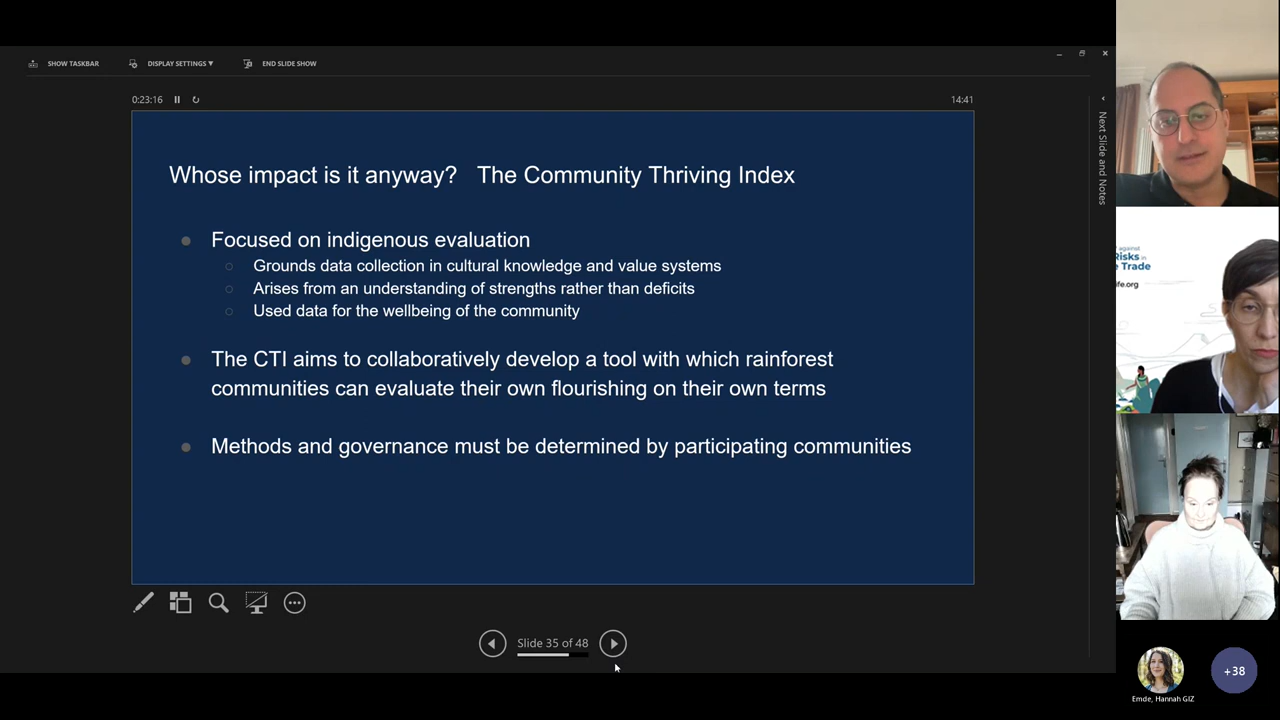 SHOW TASKBAR
DISPLAY SETTINGS ▾
END SLIDE SHOW
0:23:16
14:41
Next Slide and Notes
Whose impact is it anyway? The Community Thriving Index
Focused on indigenous evaluation
Grounds data collection in cultural knowledge and value systems
Arises from an understanding of strengths rather than deficits
Used data for the wellbeing of the community
The CTI aims to collaboratively develop a tool with which rainforest
communities can evaluate their own flourishing on their own terms
Methods and governance must be determined by participating communities
Slide 35 of 48
against
Risks in
Trade
ife.org
Emde, Hannah GIZ
+38